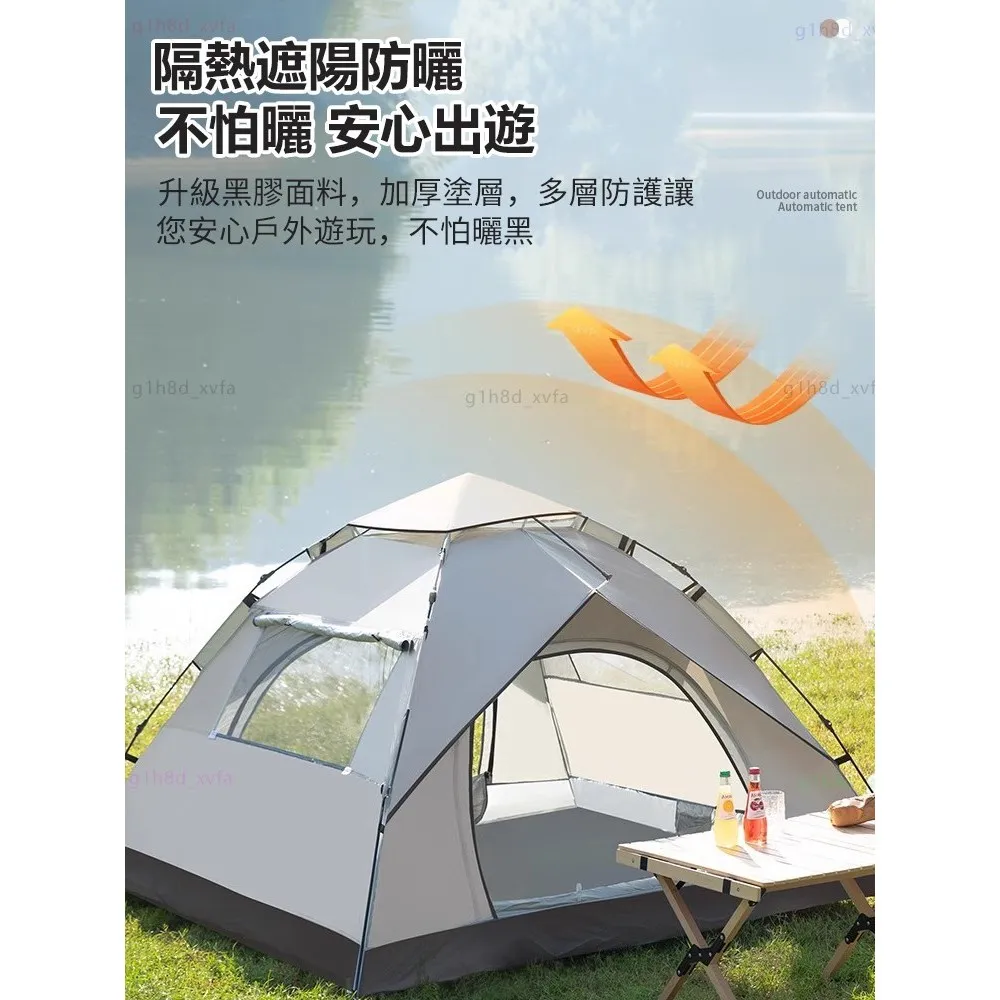 g1h8d_xvfa
隔熱遮陽防曬
不怕曬 安心出遊
升級黑膠面料，加厚塗層，多層防護讓
您安心戶外遊玩，不怕曬黑
Outdoor automatic
Automatic tent
g1h8d_xvfa
g1h8d_xvfa
g1h8d_xvf
g1h8d_xvfa